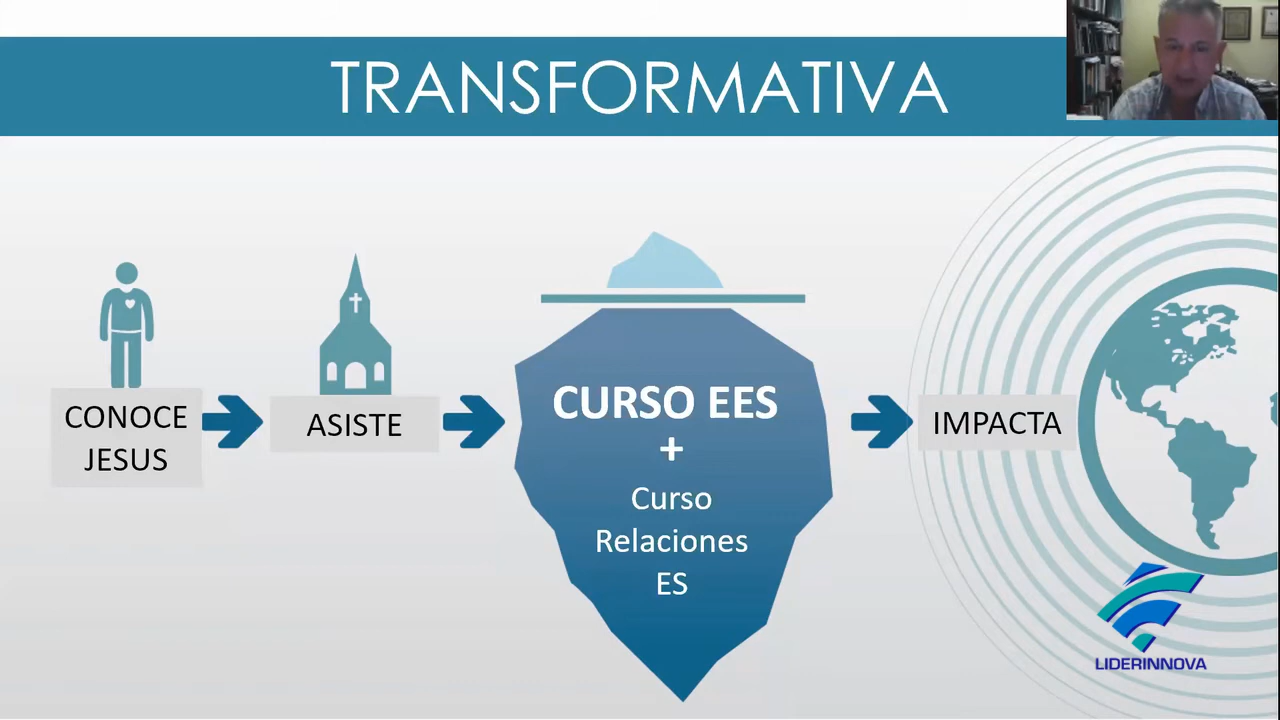 TRANSFORMATIVA
CONOCE
JESUS
ASISTE
CURSO EES
+
Curso
Relaciones
ES
IMPACTA
LIDERINNOVA